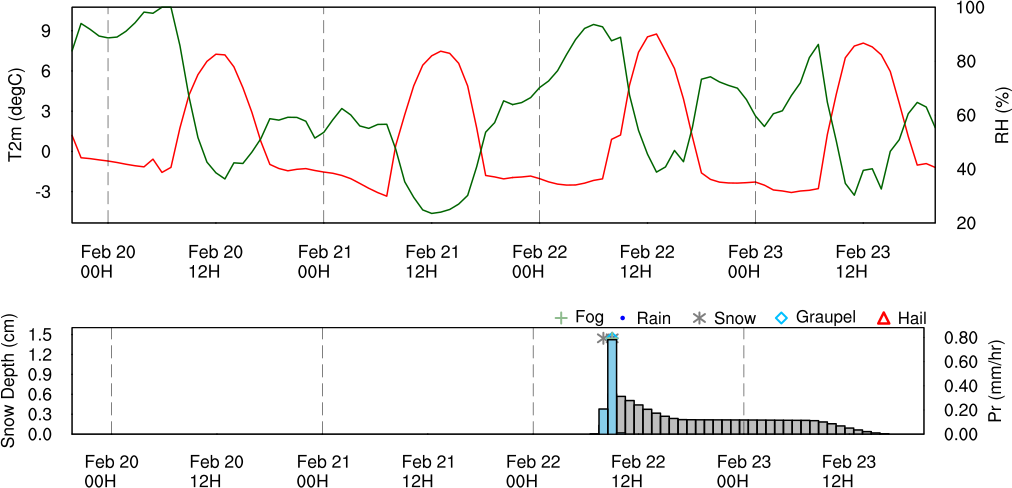 100
9
80
6
60
3
0
40
-3
20
T2m (degC)
RH (%)
Feb 20 Feb 20 Feb 21 Feb 21 Feb 22 Feb 22 Feb 23 Feb 23
00H 12H 00H 12H 00H 12H 00H 12H
Fog Rain Snow Graupel Hail
1.5 0.80
1.2 0.60
0.9 0.40
0.6 0.20
0.3
0.0 0.00
Snow Depth (cm)
Pr (mm/hr)
Feb 20 Feb 20 Feb 21 Feb 21 Feb 22 Feb 22 Feb 23 Feb 23
00H 12H 00H 12H 00H 12H 00H 12H